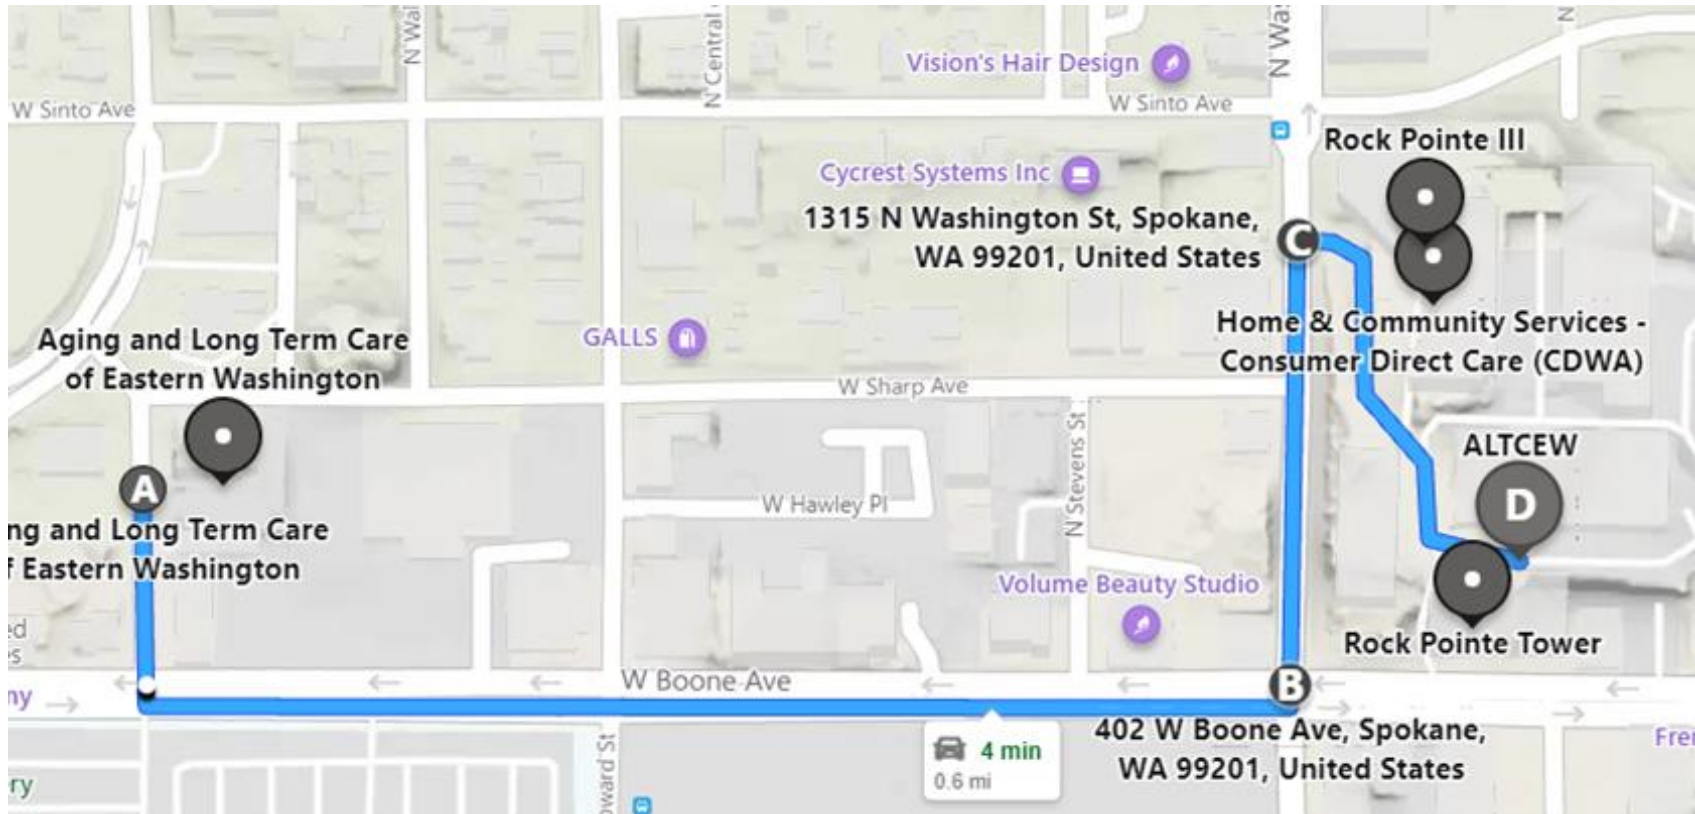 N Wal
N Central
Vision's Hair Design
N Was
N
W Sinto Ave
W Sinto Ave
Rock Pointe III
Cycrest Systems Inc
1315 N Washington St, Spokane,
WA 99201, United States
C
Home & Community Services -
Consumer Direct Care (CDWA)
GALLS
Aging and Long Term Care
of Eastern Washington
W Sharp Ave
N Stevens St
ALTCEW
D
A
W Hawley Pl
ng and Long Term Care
f Eastern Washington
Volume Beauty Studio
Rock Pointe Tower
ed
es
ny
W Boone Ave
B
402 W Boone Ave, Spokane,
WA 99201, United States
4 min
0.6 mi
oward St
Fre
ry